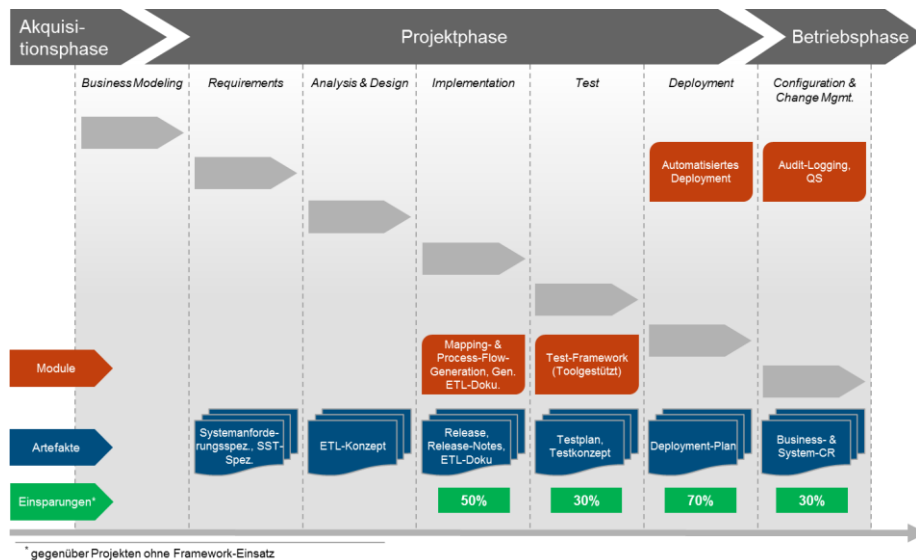 Akquisi-
tionsphase
Projektphase
Betriebsphase
Business Modeling
Requirements
Analysis & Design
Implementation
Test
Deployment
Configuration &
Change Mgmt.
Automatisiertes
Deployment
Audit-Logging,
QS
Module
Mapping- &
Process-Flow-
Generation, Gen.
ETL-Doku.
Test-Framework
(Toolgestützt)
Artefakte
Systemanforde-
rungsspez., SST-
Spez.
ETL-Konzept
Release,
Release-Notes,
ETL-Doku
Testplan,
Testkonzept
Deployment-Plan
Business- &
System-CR
Einsparungen*
50%
30%
70%
30%
* gegenüber Projekten ohne Framework-Einsatz